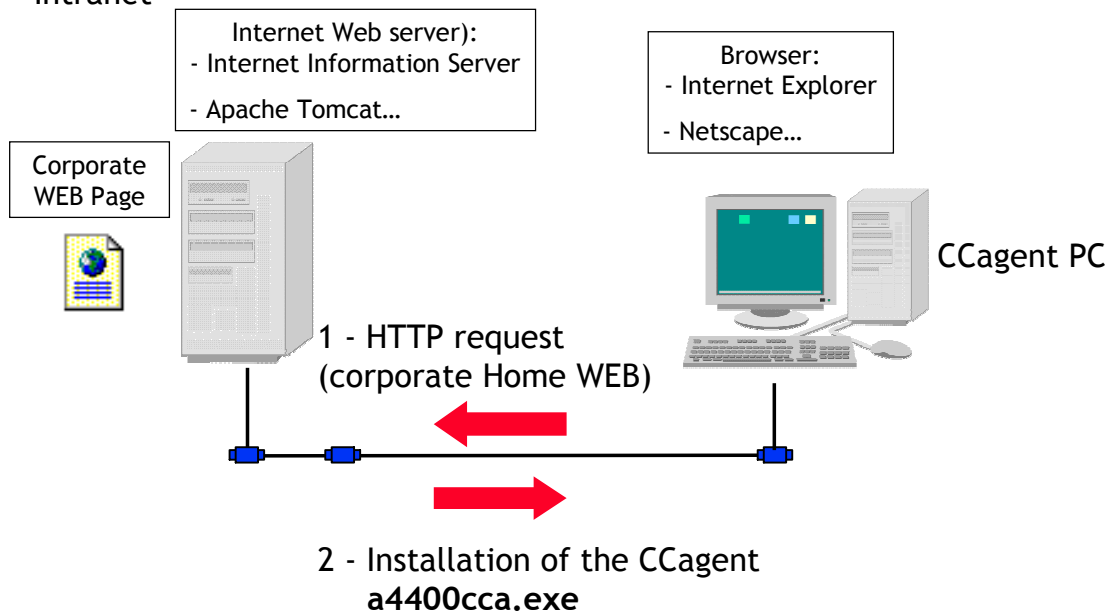 intranet
Internet Web server):
- Internet Information Server
- Apache Tomcat…
Browser:
- Internet Explorer
- Netscape…
Corporate
WEB Page
CCagent PC
1 - HTTP request
(corporate Home WEB)
2 - Installation of the CCagent
a4400cca.exe